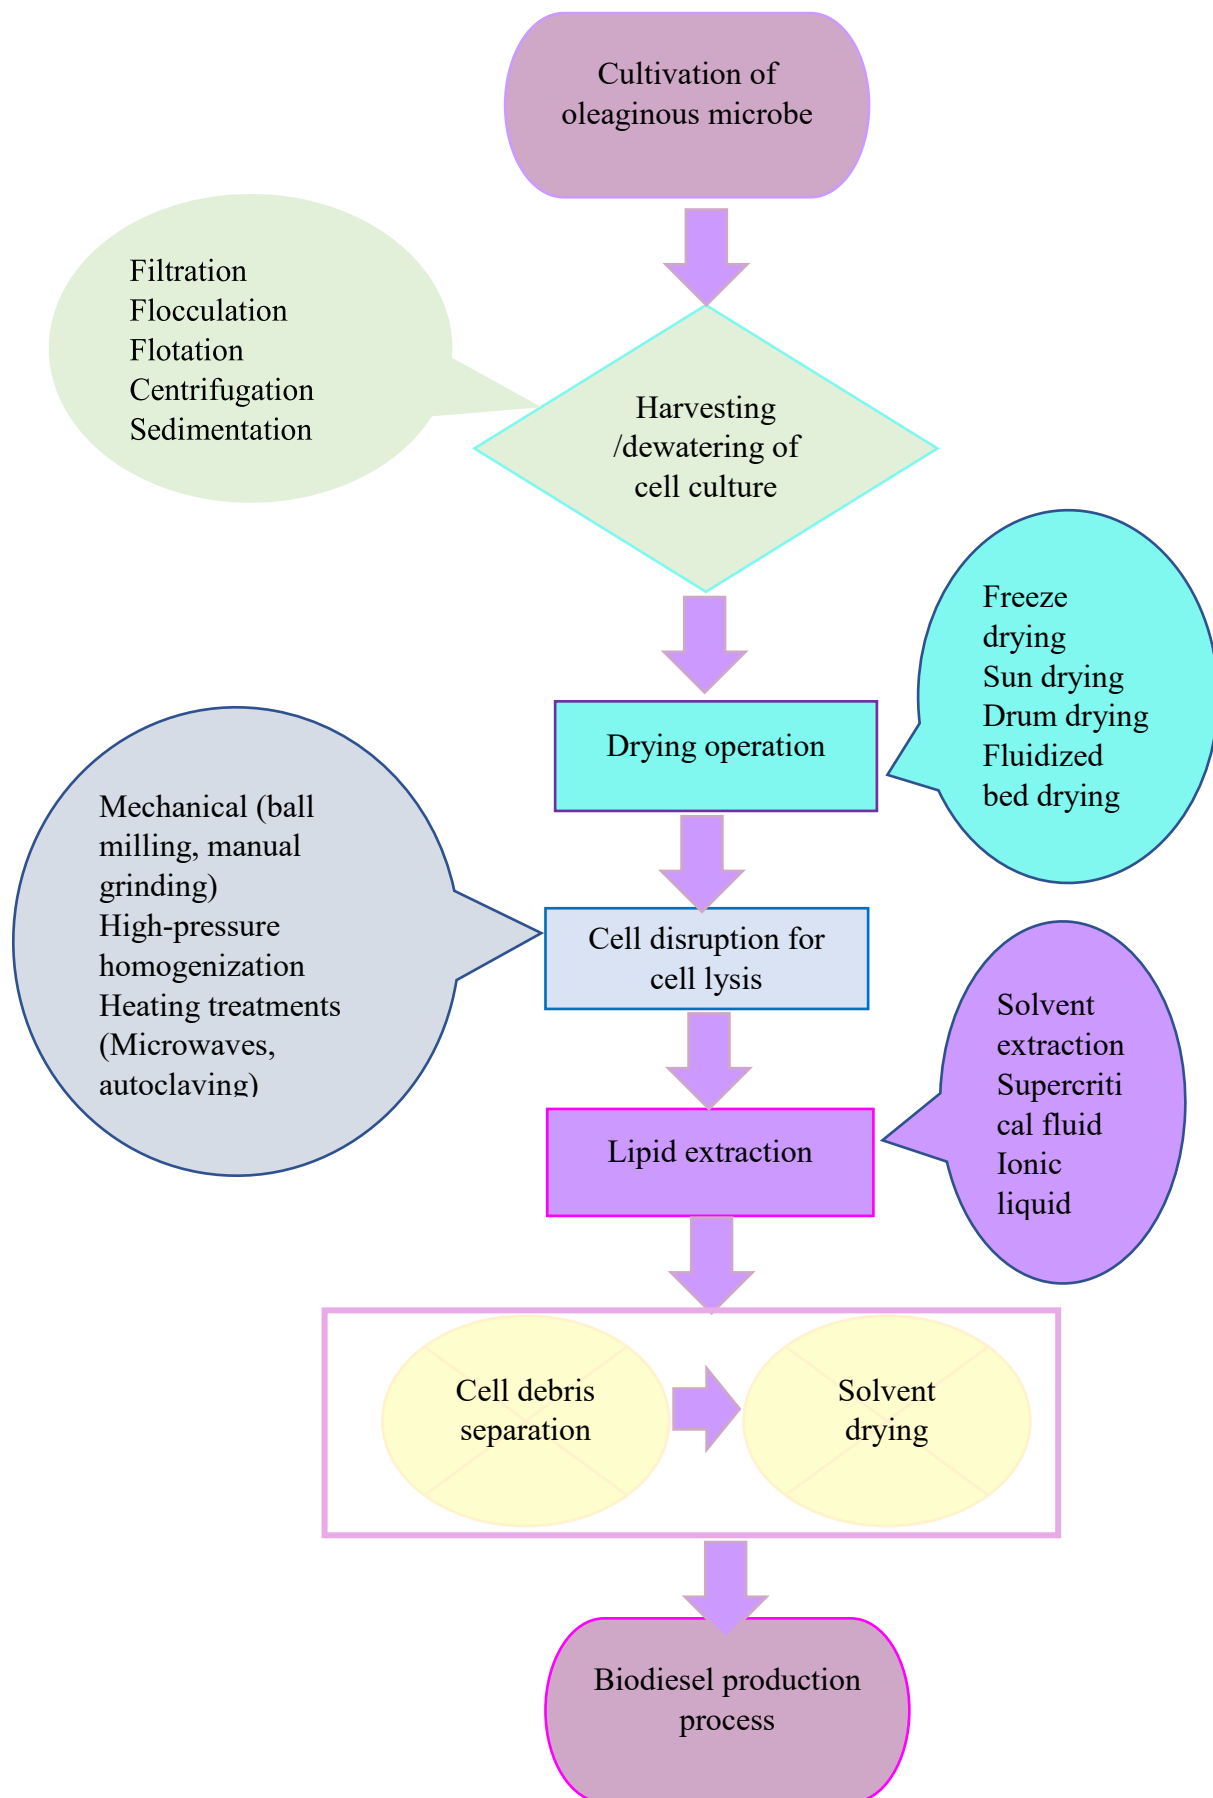 Cultivation of
oleaginous microbe
Filtration
Flocculation
Flotation
Centrifugation
Sedimentation
Harvesting
/dewatering of
cell culture
Freeze
drying
Sun drying
Drum drying
Fluidized
bed drying
Drying operation
Mechanical (ball
milling, manual
grinding)
High-pressure
homogenization
Heating treatments
(Microwaves,
autoclaving)
Cell disruption for
cell lysis
Solvent
extraction
Supercriti
cal fluid
Ionic
liquid
Lipid extraction
Cell debris
separation
Solvent
drying
Biodiesel production
process